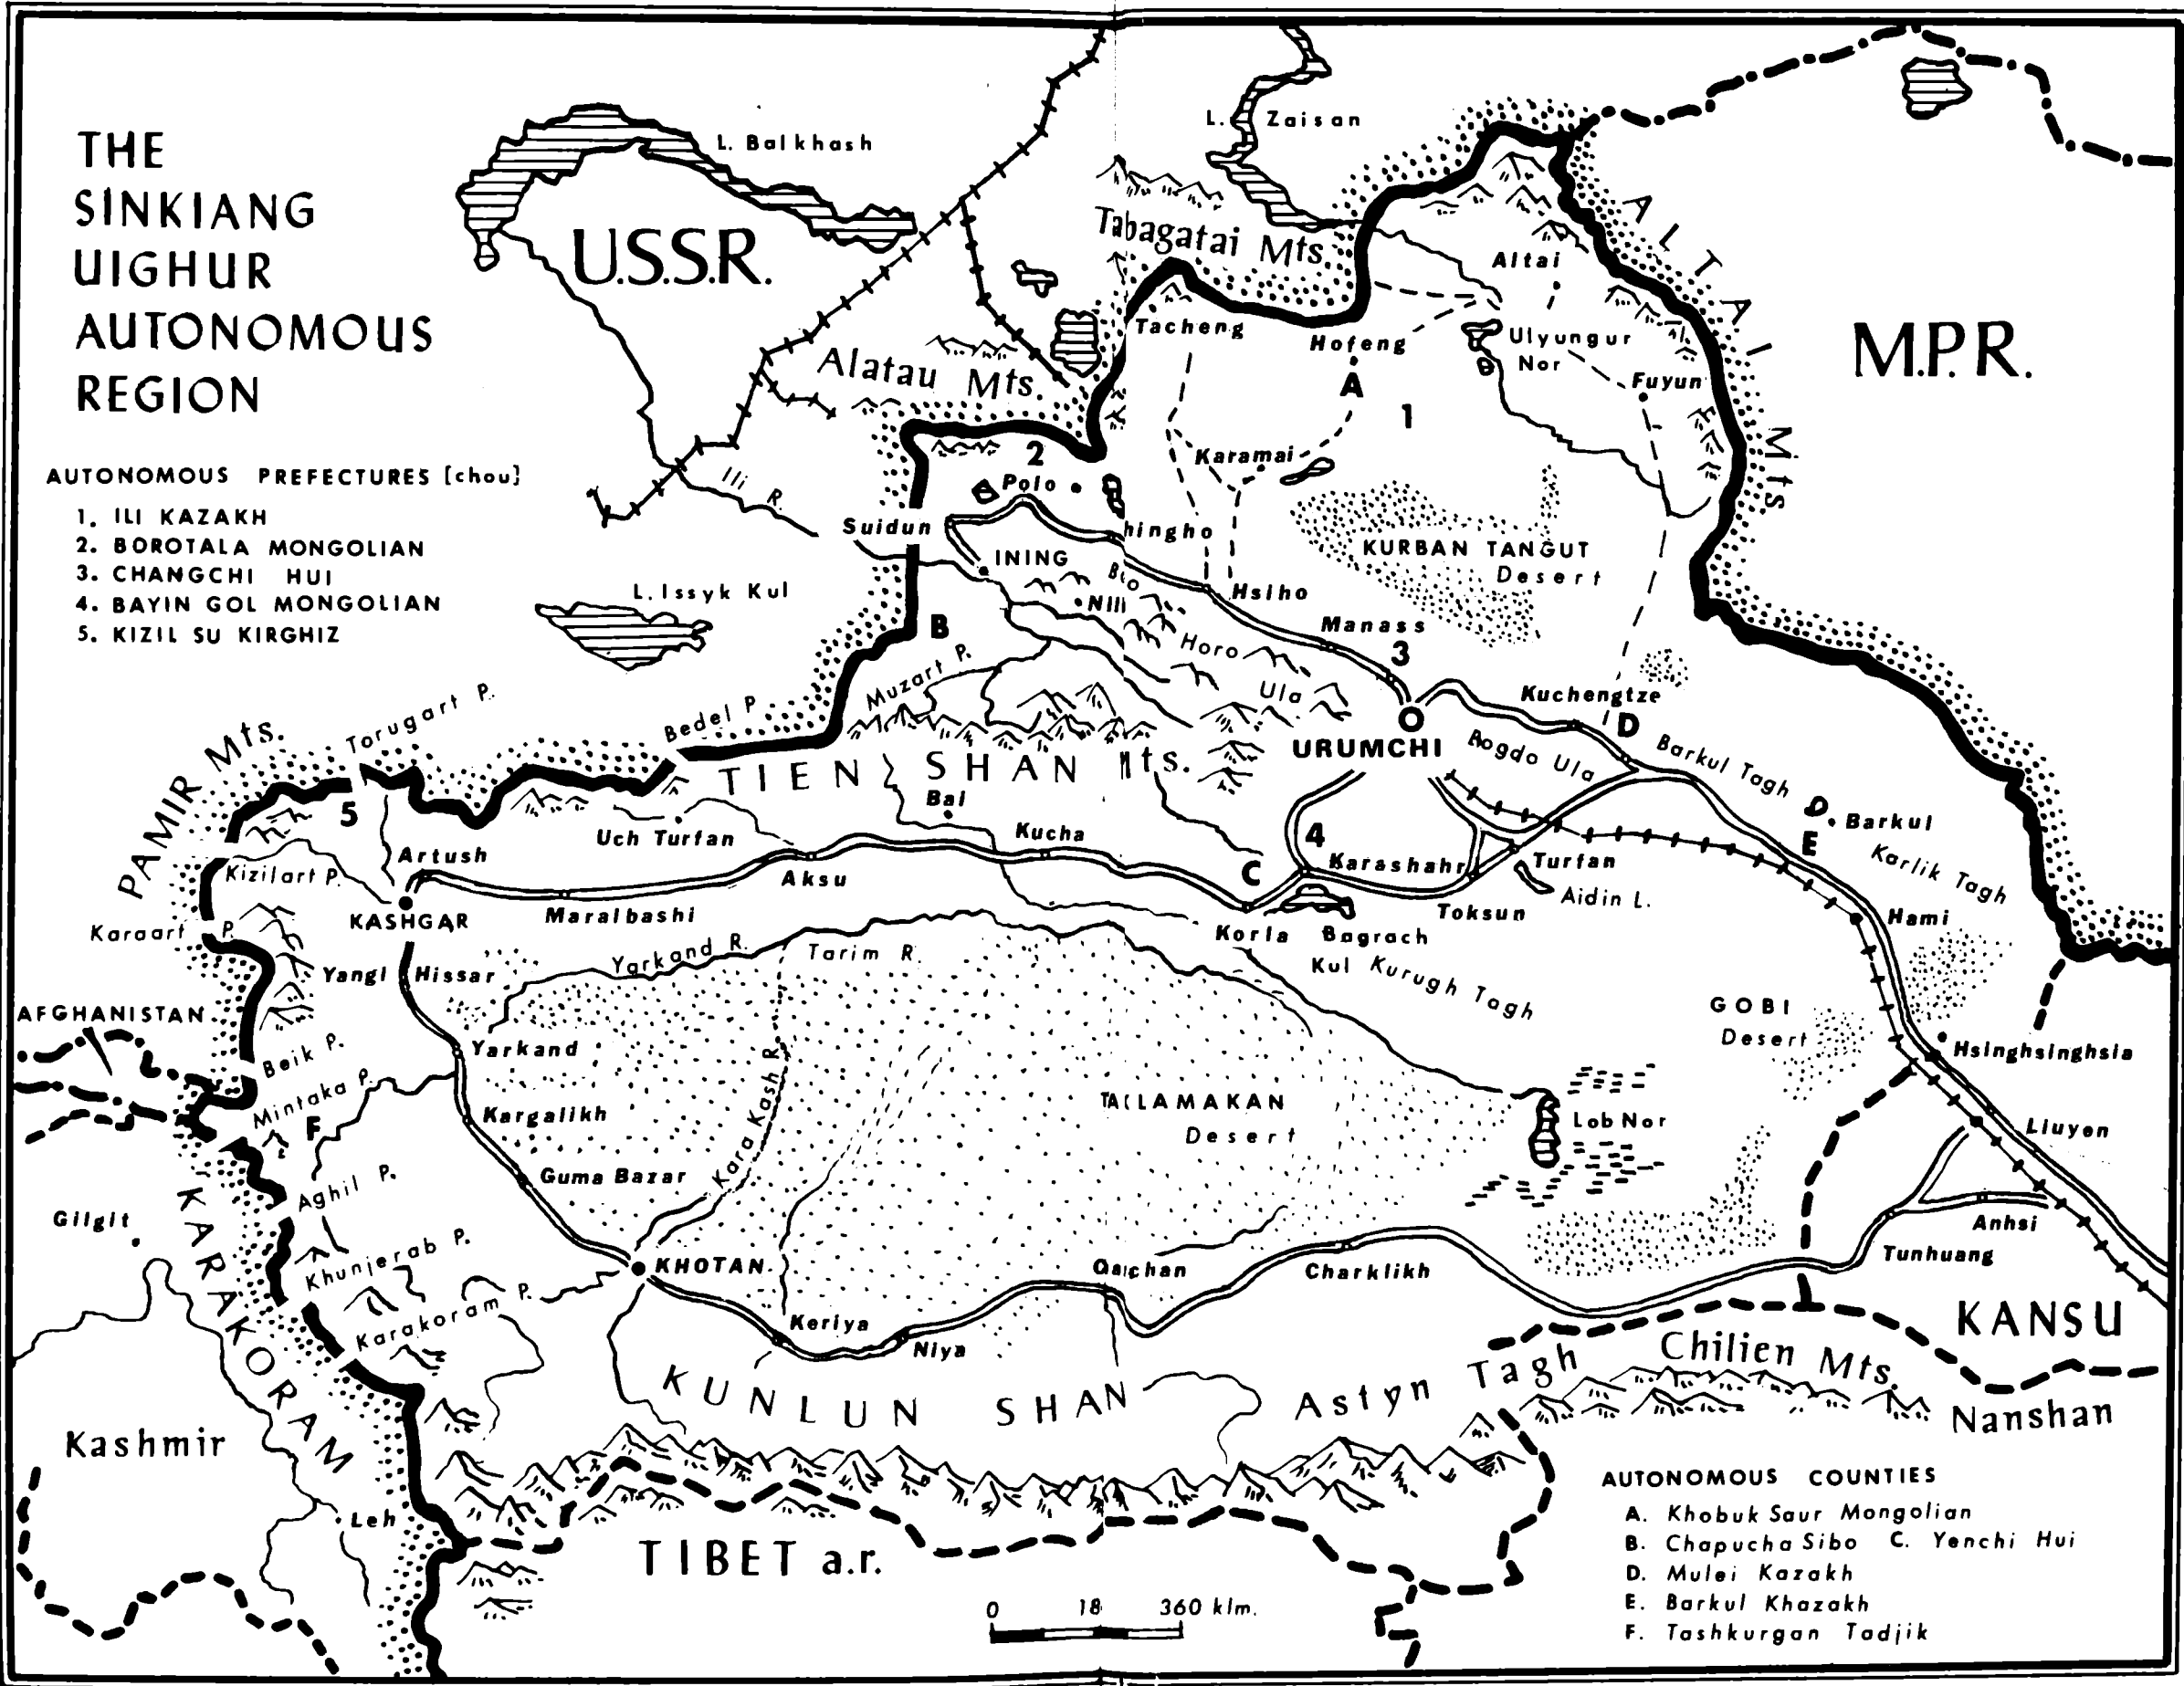 THE
SINKIANG
UIGHUR
AUTONOMOUS
REGION
AUTONOMOUS PREFECTURES [chou]
1. ILI KAZAKH
2. BOROTALA MONGOLIAN
3. CHANGCHI HUI
4. BAYIN GOL MONGOLIAN
5. KIZIL SU KIRGHIZ
L. Balkhash
U.S.S.R.
L. Zaisan
Tabagatai Mts.
ALTAI Mts
Altai
M.P.R.
Tacheng
Hofeng
Ulyungur
Nor
Fuyun
A
1
Alatau Mts.
2
Polo
Karamai
Ili R.
Suidun
hingho
INING
KURBAN TANGUT
Desert
L. Issyk Kul
Nili
Hsiho
Boro
Horo
Ula
Manass
3
B
Muzart P.
Kuchengtze
D
URUMCHI
Bogdo Ula
Barkul Tagh
Torugart P.
Bedel P
PAMIR Mts.
TIEN SHAN Mts.
5
Bai
Uch Turfan
Kucha
4
Barkul
E
Karlik Tagh
Artush
Kizilart P.
Aksu
C
Karashahr
Turfan
Aidin L.
KASHGAR
Maralbashi
Toksun
Hami
Karaart P.
Korla
Bagrach
Kul
Kurugh Tagh
Yangi Hissar
Yarkand R.
Tarim R.
AFGHANISTAN
GOBI
Desert
Beik P.
Yarkand
Hsinghsinghsia
Mintaka P.
F
Kargalikh
Kara Kash R.
TACLAMAKAN
Desert
Lob Nor
Liuyen
Aghil P.
Guma Bazar
Gilgit
KARAKORAM
Khunjerab P.
KHOTAN.
Charklikh
Anhsi
Tunhuang
Karakoram P.
Keriya
Niya
KANSU
Chilien Mts.
Astyn Tagh
KUNLUN SHAN
Nanshan
Kashmir
Leh
TIBET a.r.
0 18 360 klm.
AUTONOMOUS COUNTIES
A. Khobuk Saur Mongolian
B. Chapucha Sibo C. Yenchi Hui
D. Mulei Kazakh
E. Barkul Khazakh
F. Tashkurgan Tadjik